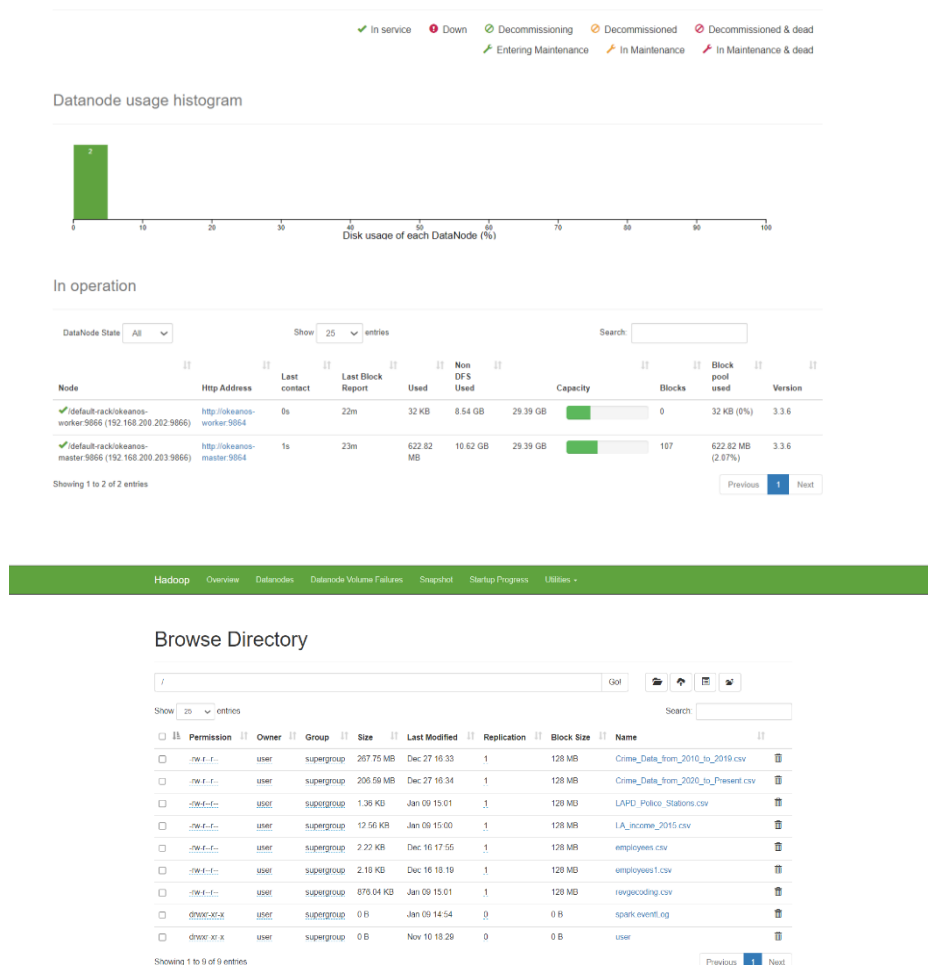 In service Down Decommissioning Decommissioned Decommissioned & dead
Entering Maintenance In Maintenance In Maintenance & dead
Datanode usage histogram
2
0 10 20 30 40 50 60 70 80 90 100
Disk usage of each DataNode (%)
In operation
DataNode State All Show 25 entries Search:
Node Http Address Last contact Last Block Report Used Non DFS Used Capacity Blocks Block pool used Version
/default-rack/okeanos- http://okeanos- 0s 22m 32 KB 8.54 GB 29.39 GB 0 32 KB (0%) 3.3.6
worker:9866 (192.168.200.202:9866) worker:9864
/default-rack/okeanos- http://okeanos- 1s 23m 622.82 10.62 GB 29.39 GB 107 622.82 MB 3.3.6
master:9866 (192.168.200.203:9866) master:9864 MB (2.07%)
Showing 1 to 2 of 2 entries Previous 1 Next
Hadoop Overview Datanodes Datanode Volume Failures Snapshot Startup Progress Utilities
Browse Directory
/ Go!
Show 25 entries Search:
Permission Owner Group Size Last Modified Replication Block Size Name
-rw-r--r-- user supergroup 267.75 MB Dec 27 16:33 1 128 MB Crime_Data_from_2010_to_2019.csv
-rw-r--r-- user supergroup 206.59 MB Dec 27 16:34 1 128 MB Crime_Data_from_2020_to_Present.csv
-rw-r--r-- user supergroup 1.36 KB Jan 09 15:01 1 128 MB LAPD_Police_Stations.csv
-rw-r--r-- user supergroup 12.56 KB Jan 09 15:00 1 128 MB LA_income_2015.csv
-rw-r--r-- user supergroup 2.22 KB Dec 16 17:55 1 128 MB employees.csv
-rw-r--r-- user supergroup 2.18 KB Dec 16 18:19 1 128 MB employees1.csv
-rw-r--r-- user supergroup 876.04 KB Jan 09 15:01 1 128 MB revgecoding.csv
drwxr-xr-x user supergroup 0 B Jan 09 14:54 0 0 B spark.eventLog
drwxr-xr-x user supergroup 0 B Nov 10 18:29 0 0 B user
Showing 1 to 9 of 9 entries Previous 1 Next